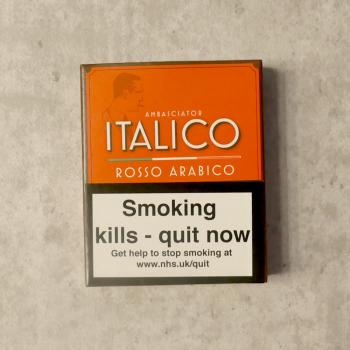 AMBASCIATOR
ITALICO
ROSSO ARABICO
Smoking
kills - quit now
Get help to stop smoking at
www.nhs.uk/quit